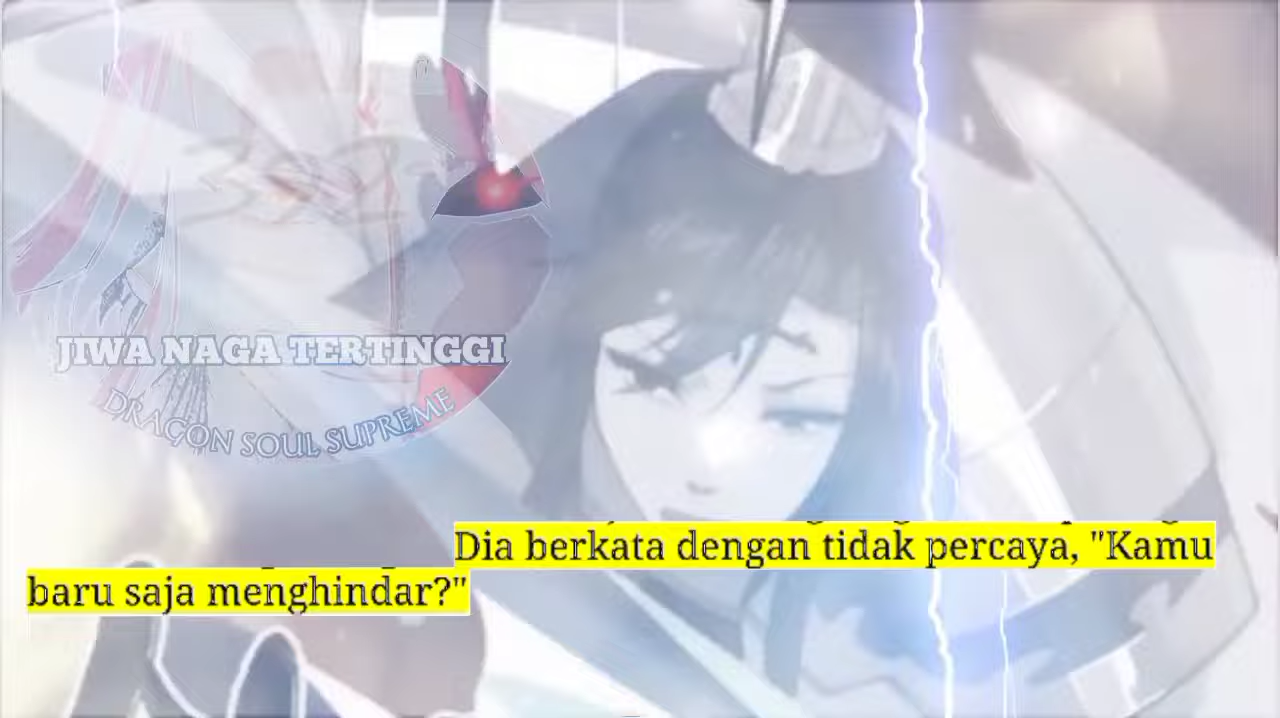 JIWA NAGA TERTINGGI
DRAGON SOUL SUPREME
Dia berkata dengan tidak percaya, "Kamu
baru saja menghindar?"